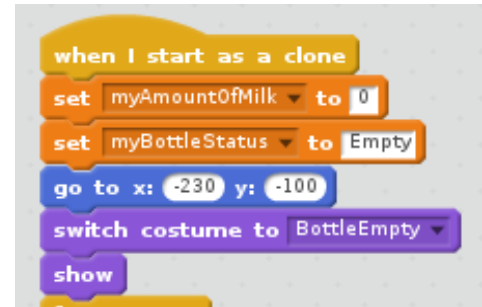 when I start as a clone
set myAmountOfMilk to 0
set myBottleStatus to Empty
go to x: -230 y: -100
switch costume to BottleEmpty
show